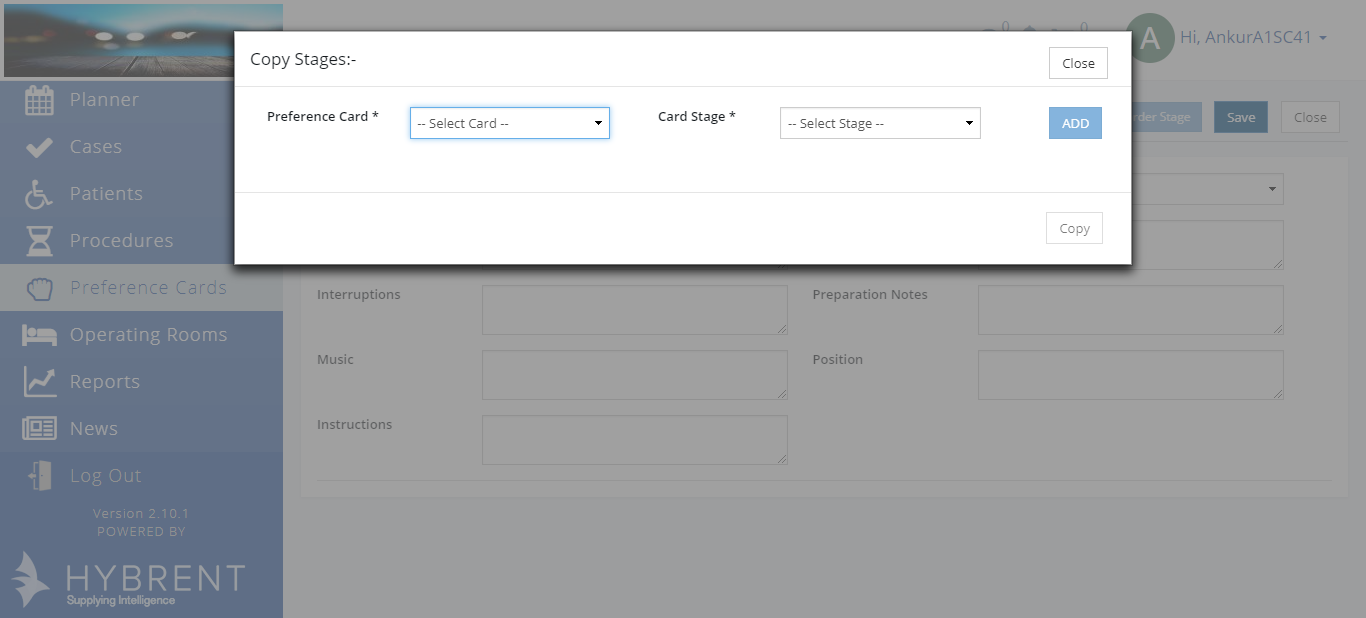 0 0
A Hi, AnkurA1SC41
Copy Stages:-
Close
Preference Card * -- Select Card -- Card Stage * -- Select Stage -- ADD
Copy
Stage Save Close
Planner
Cases
Patients
Procedures
Preference Cards
Operating Rooms
Reports
News
Log Out
Version 2.10.1
POWERED BY
HYBRENT
Supplying Intelligence
Interruptions Preparation Notes
Music Position
Instructions